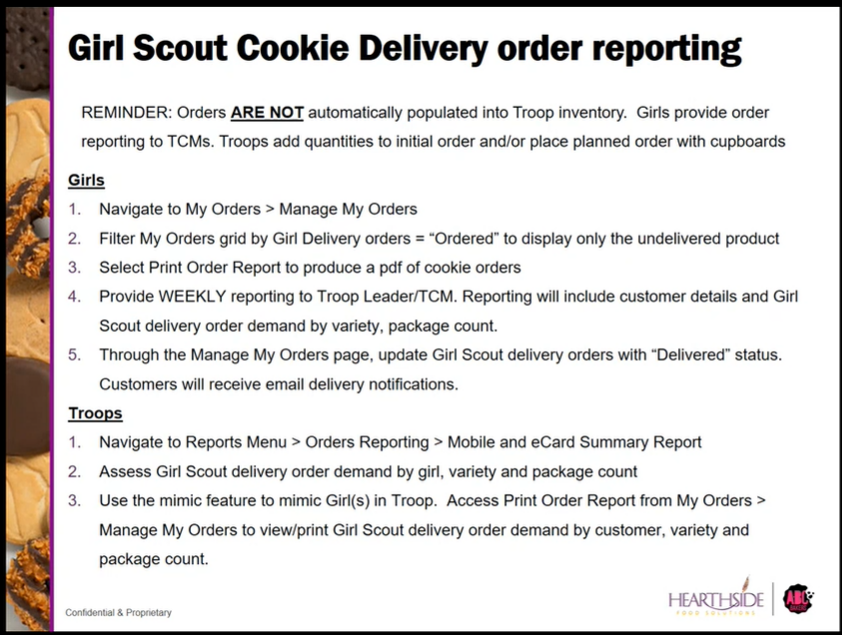 Girl Scout Cookie Delivery order reporting
REMINDER: Orders ARE NOT automatically populated into Troop inventory. Girls provide order
reporting to TCMs. Troops add quantities to initial order and/or place planned order with cupboards
Girls
1. Navigate to My Orders > Manage My Orders
2. Filter My Orders grid by Girl Delivery orders = “Ordered” to display only the undelivered product
3. Select Print Order Report to produce a pdf of cookie orders
4. Provide WEEKLY reporting to Troop Leader/TCM. Reporting will include customer details and Girl
Scout delivery order demand by variety, package count.
5. Through the Manage My Orders page, update Girl Scout delivery orders with “Delivered” status.
Customers will receive email delivery notifications.
Troops
1. Navigate to Reports Menu > Orders Reporting > Mobile and eCard Summary Report
2. Assess Girl Scout delivery order demand by girl, variety and package count
3. Use the mimic feature to mimic Girl(s) in Troop. Access Print Order Report from My Orders >
Manage My Orders to view/print Girl Scout delivery order demand by customer, variety and
package count.
Confidential & Proprietary
HEARTHSIDE
FOOD SOLUTIONS
ABC
BAKERS